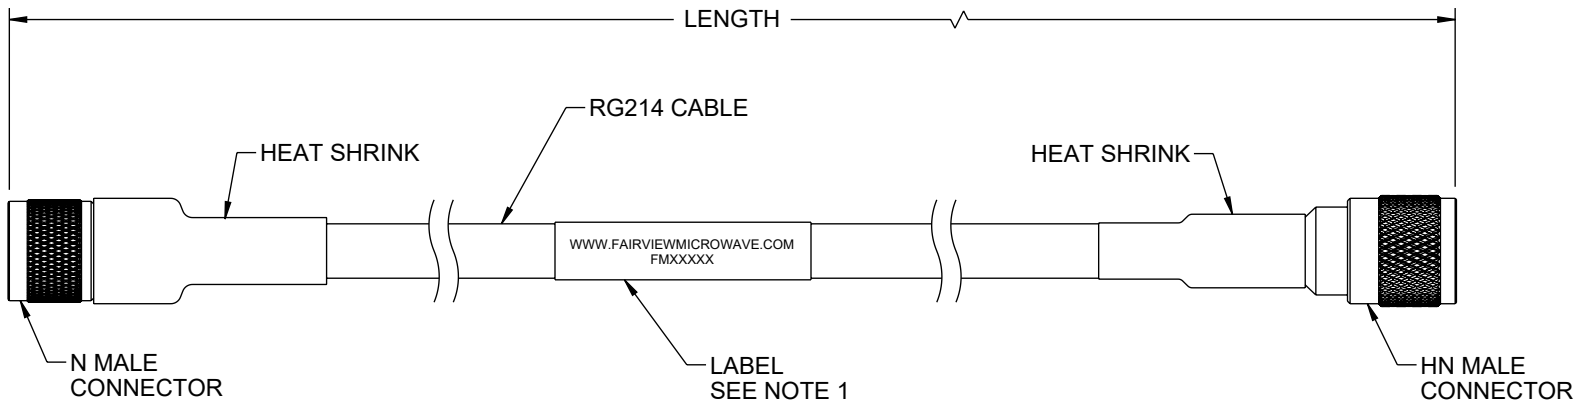 LENGTH
RG214 CABLE
HEAT SHRINK
HEAT SHRINK
WWW.FAIRVIEWMICROWAVE.COM
FMXXXXX
N MALE
CONNECTOR
LABEL
SEE NOTE 1
HN MALE
CONNECTOR